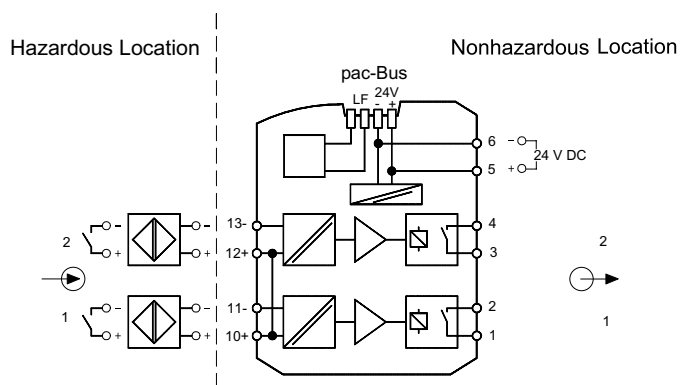 Hazardous Location
Nonhazardous Location
pac-Bus
LF 24V
- +
6 - 24 V DC
5 +
2 - + - + 13- 12+ 4 3 2
1 - + - + 11- 10+ 2 1 1